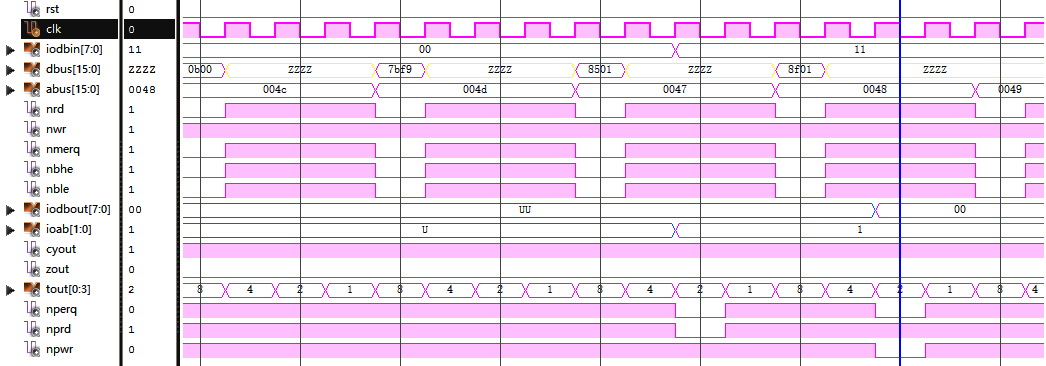 rst 0
clk 0
iodbin[7:0] 11 00 11
dbus[15:0] ZZZZ 0b00 ZZZZ 7bf9 ZZZZ 8501 ZZZZ 8f01 ZZZZ
abus[15:0] 0048 004c 004d 0047 0048 0049
nrd 1
nwr 1
nmerq 1
nbhe 1
nble 1
iodbout[7:0] 00 UU 00
ioab[1:0] 1 U 1
cyout 1
zout 0
tout[0:3] 2 8 4 2 1 8 4 2 1 8 4 2 1 8 4 2 1 8 4
nperq 0
nprd 1
npwr 0